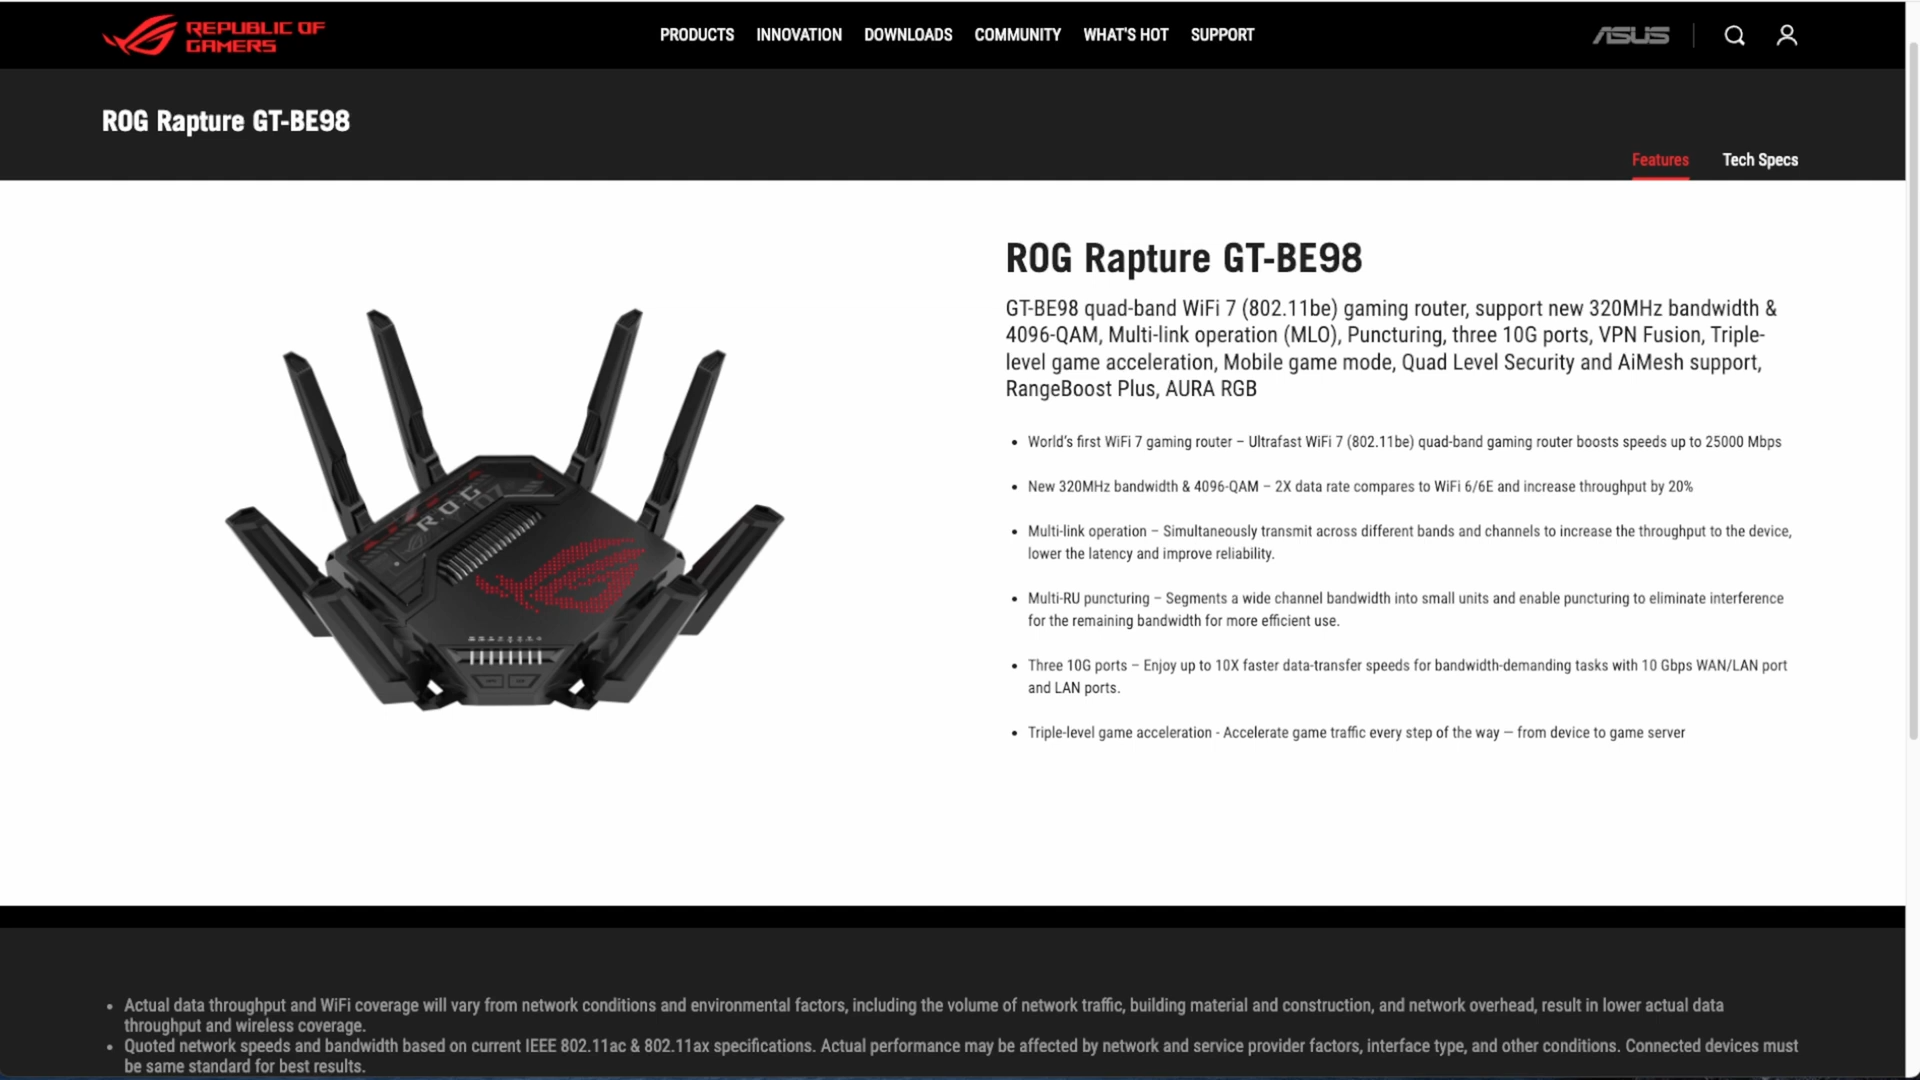 REPUBLIC OF
GAMERS
PRODUCTS INNOVATION DOWNLOADS COMMUNITY WHAT'S HOT SUPPORT
ASUS
ROG Rapture GT-BE98
Features Tech Specs
ROG Rapture GT-BE98
GT-BE98 quad-band WiFi 7 (802.11be) gaming router, support new 320MHz bandwidth &
4096-QAM, Multi-link operation (MLO), Puncturing, three 10G ports, VPN Fusion, Triple-
level game acceleration, Mobile game mode, Quad Level Security and AiMesh support,
RangeBoost Plus, AURA RGB
• World's first WiFi 7 gaming router – Ultrafast WiFi 7 (802.11be) quad-band gaming router boosts speeds up to 25000 Mbps
• New 320MHz bandwidth & 4096-QAM – 2X data rate compares to WiFi 6/6E and increase throughput by 20%
• Multi-link operation – Simultaneously transmit across different bands and channels to increase the throughput to the device,
lower the latency and improve reliability.
• Multi-RU puncturing – Segments a wide channel bandwidth into small units and enable puncturing to eliminate interference
for the remaining bandwidth for more efficient use.
• Three 10G ports – Enjoy up to 10X faster data-transfer speeds for bandwidth-demanding tasks with 10 Gbps WAN/LAN port
and LAN ports.
• Triple-level game acceleration - Accelerate game traffic every step of the way — from device to game server
ROG
• Actual data throughput and WiFi coverage will vary from network conditions and environmental factors, including the volume of network traffic, building material and construction, and network overhead, result in lower actual data
throughput and wireless coverage.
• Quoted network speeds and bandwidth based on current IEEE 802.11ac & 802.11ax specifications. Actual performance may be affected by network and service provider factors, interface type, and other conditions. Connected devices must
be same standard for best results.